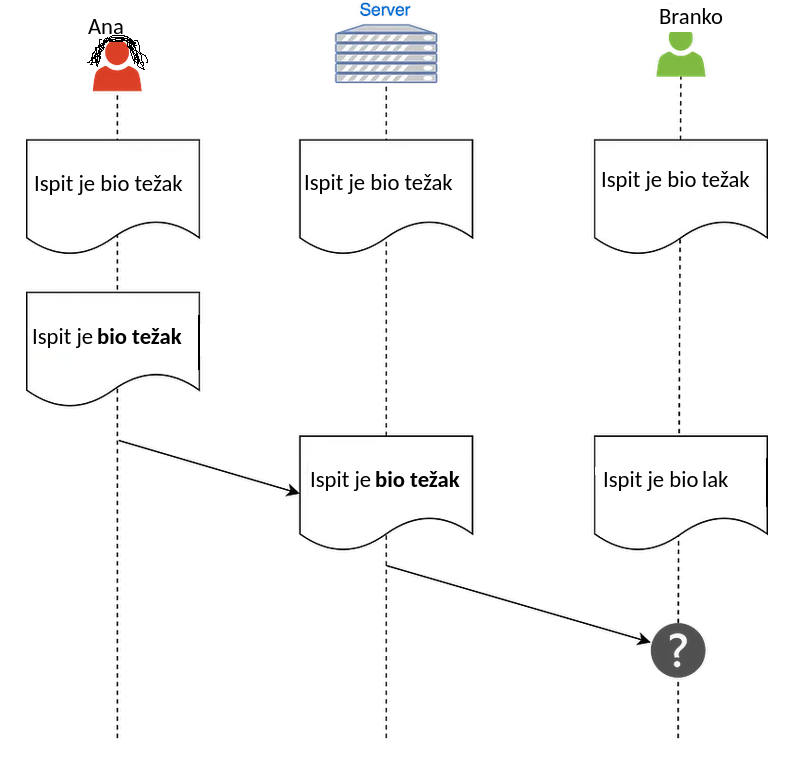 Ana
Server
Branko
Ispit je bio težak
Ispit je bio težak
Ispit je bio težak
Ispit je bio težak
Ispit je bio težak
Ispit je bio lak
?